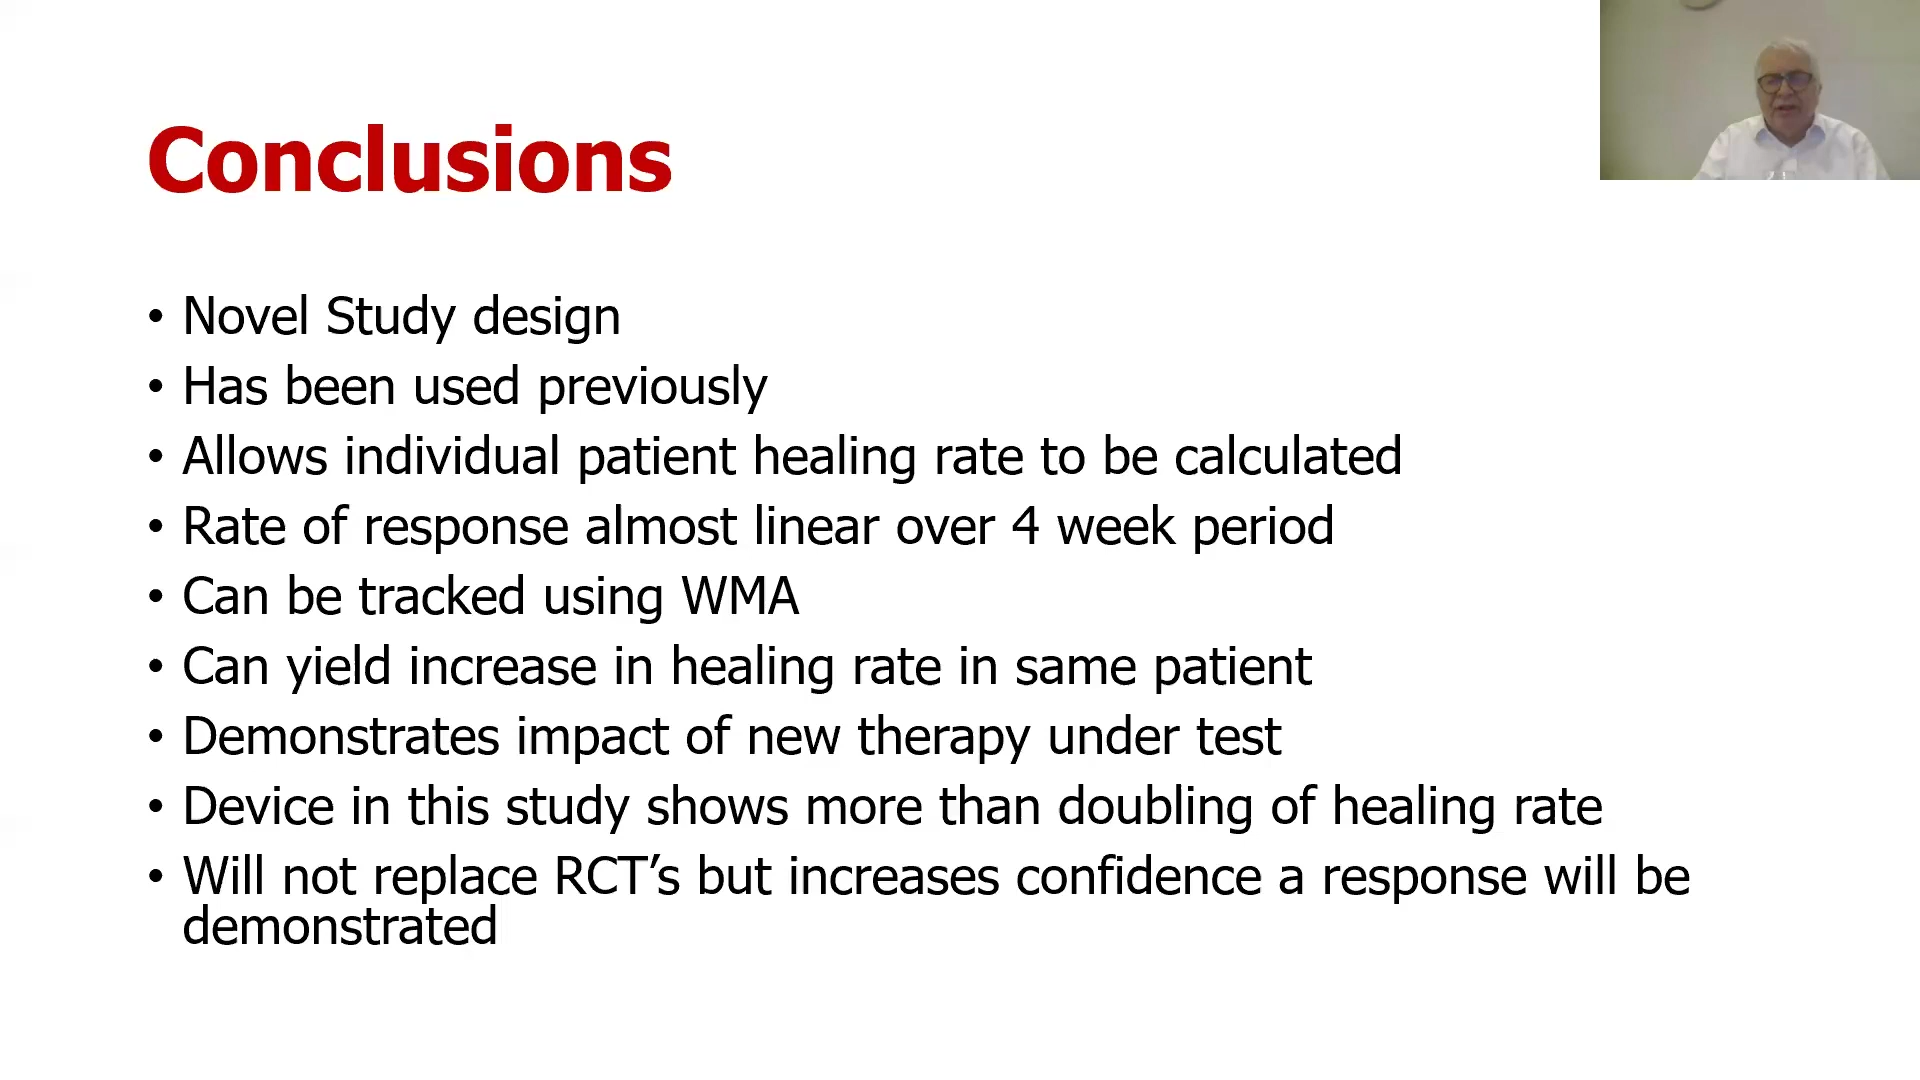 Conclusions
• Novel Study design
• Has been used previously
• Allows individual patient healing rate to be calculated
• Rate of response almost linear over 4 week period
• Can be tracked using WMA
• Can yield increase in healing rate in same patient
• Demonstrates impact of new therapy under test
• Device in this study shows more than doubling of healing rate
• Will not replace RCT’s but increases confidence a response will be
demonstrated